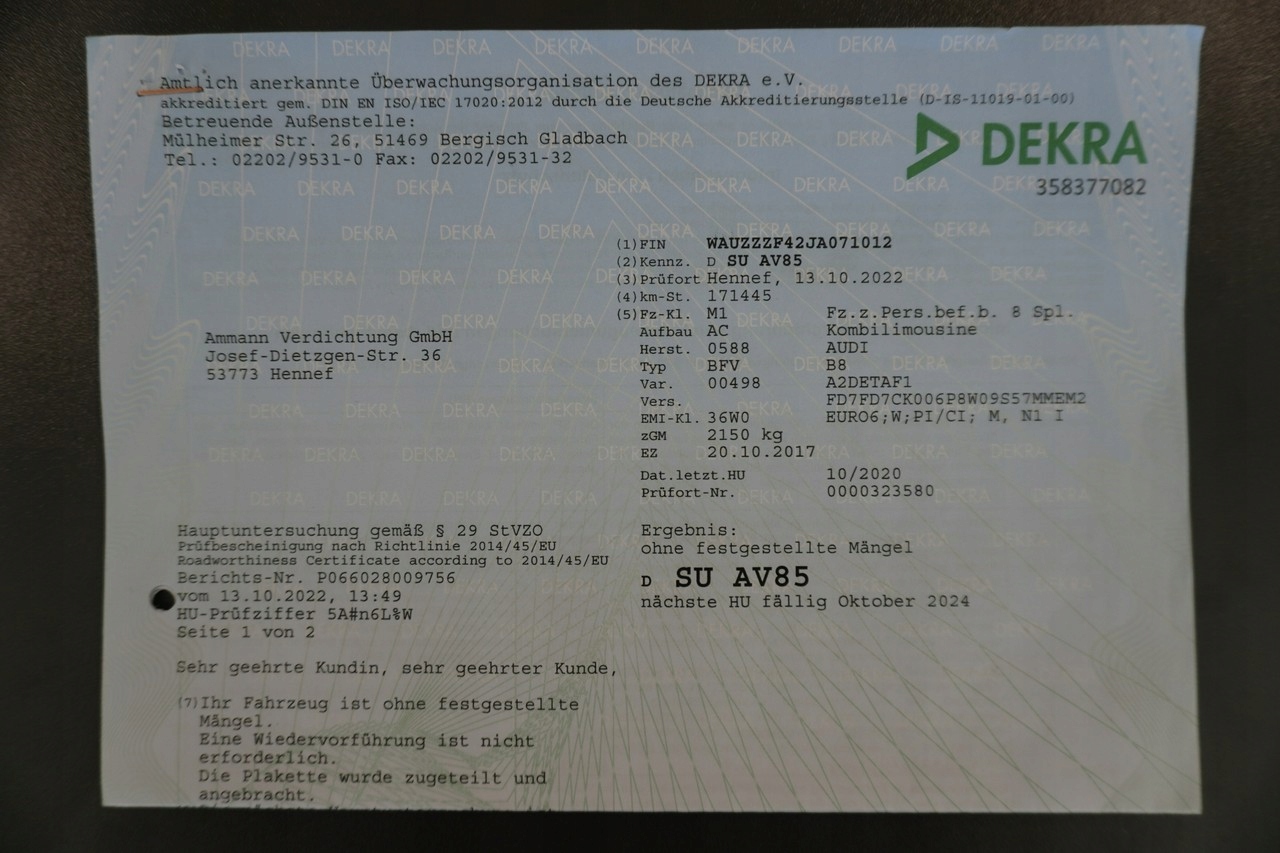 Amtlich anerkannte Überwachungsorganisation des DEKRA e.V.
akkreditiert gem. DIN EN ISO/IEC 17020:2012 durch die Deutsche Akkreditierungsstelle (D-IS-11019-01-00)
Betreuende Außenstelle:
Mülheimer Str. 26, 51469 Bergisch Gladbach
Tel.: 02202/9531-0 Fax: 02202/9531-32
DEKRA
358377082
(1) FIN WAUZZZF42JA071012
(2) Kennz. D SU AV85
(3) Prüfort Hennef, 13.10.2022
(4) km-St. 171445
(5) Fz-Kl. M1 Fz.z.Pers.bef.b. 8 Spl.
Aufbau AC Kombilimousine
Herst. 0588 AUDI
Typ BFV B8
Var. 00498 A2DETAF1
Vers. FD7FD7CK006P8W09S57MMEM2
EMI-Kl. 36W0 EURO6;W;PI/CI; M, N1 I
zGM 2150 kg
EZ 20.10.2017
Dat.letzt.HU 10/2020
Prüfort-Nr. 0000323580
Ammann Verdichtung GmbH
Josef-Dietzgen-Str. 36
53773 Hennef
Hauptuntersuchung gemäß § 29 StVZO
Prüfbescheinigung nach Richtlinie 2014/45/EU
Roadworthiness Certificate according to 2014/45/EU
Berichts-Nr. P066028009756
vom 13.10.2022, 13:49
HU-Prüfziffer 5A#n6L%W
Seite 1 von 2
Ergebnis:
ohne festgestellte Mängel
D SU AV85
nächste HU fällig Oktober 2024
Sehr geehrte Kundin, sehr geehrter Kunde,
(7) Ihr Fahrzeug ist ohne festgestellte
Mängel.
Eine Wiedervorführung ist nicht
erforderlich.
Die Plakette wurde zugeteilt und
angebracht.